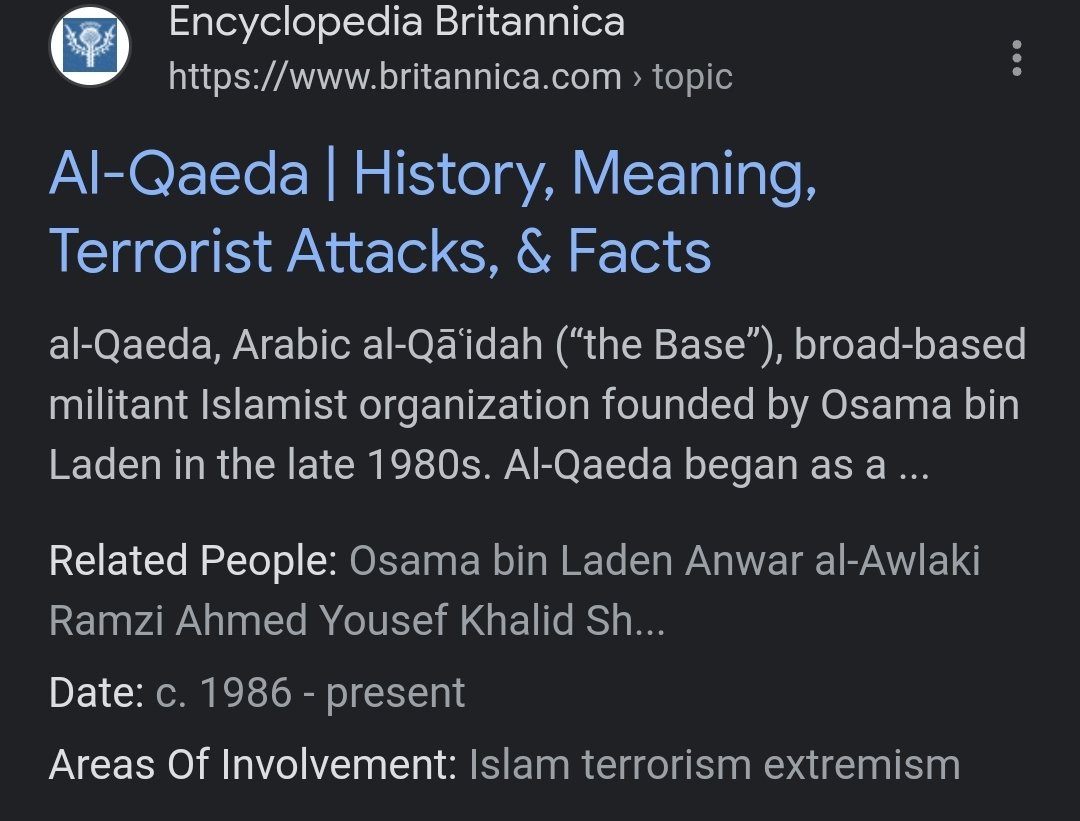 Encyclopedia Britannica
https://www.britannica.com › topic
Al-Qaeda | History, Meaning,
Terrorist Attacks, & Facts
al-Qaeda, Arabic al-Qāʿidah (“the Base”), broad-based
militant Islamist organization founded by Osama bin
Laden in the late 1980s. Al-Qaeda began as a ...
Related People: Osama bin Laden Anwar al-Awlaki
Ramzi Ahmed Yousef Khalid Sh...
Date: c. 1986 - present
Areas Of Involvement: Islam terrorism extremism